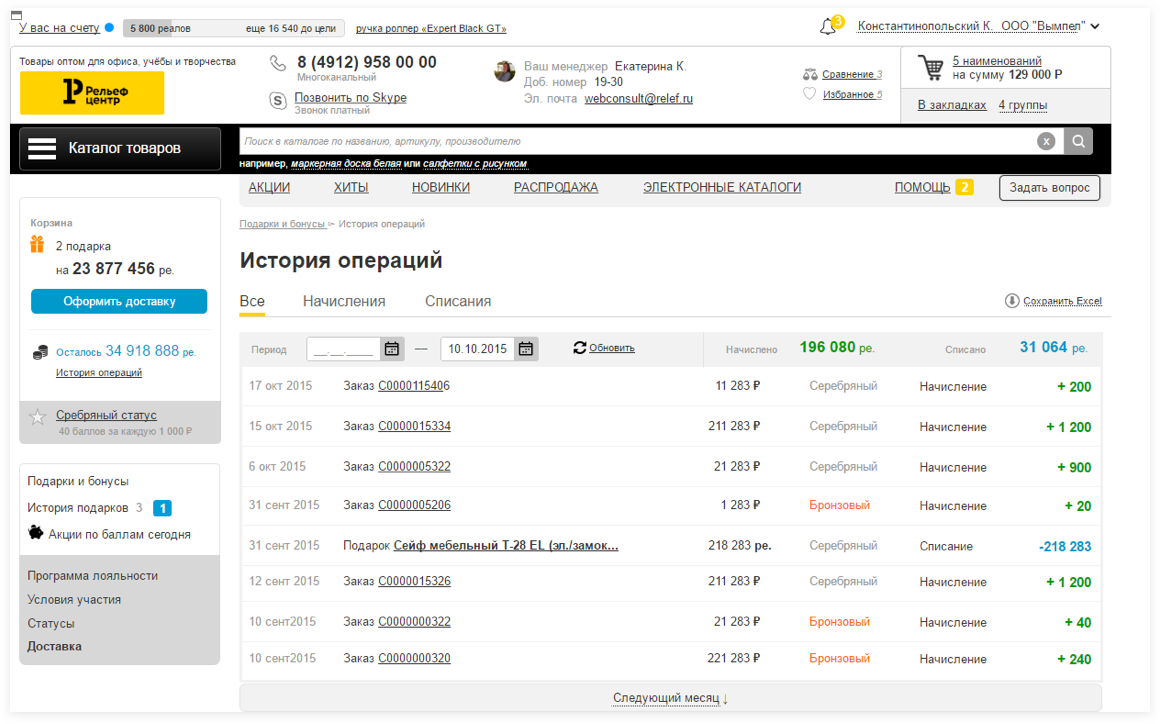 У вас на счету 5 800 реалов еще 16 540 до цели ручка роллер «Expert Black GT» 3 Константинопольский К. ООО "Вымпел"
Товары оптом для офиса, учёбы и творчества
Рельеф центр
8 (4912) 958 00 00
Многоканальный
Позвонить по Skype
Звонок платный
Ваш менеджер Екатерина К.
Доб. номер 19-30
Эл. почта webconsult@relef.ru
Сравнение 3
Избранное 5
5 наименований
на сумму 129 000 Р
В закладках 4 группы
Каталог товаров
Поиск в каталоге по названию, артикулу, производителю x
например, маркерная доска белая или салфетки с рисунком
АКЦИИ ХИТЫ НОВИНКИ РАСПРОДАЖА ЭЛЕКТРОННЫЕ КАТАЛОГИ ПОМОЩЬ 2 Задать вопрос
Корзина
2 подарка
на 23 877 456 ре.
Оформить доставку
Осталось 34 918 888 ре.
История операций
Сребряный статус
40 баллов за каждую 1 000 Р
Подарки и бонусы
История подарков 3 1
Акции по баллам сегодня
Программа лояльности
Условия участия
Статусы
Доставка
Подарки и бонусы ➢ История операций
История операций
Все Начисления Списания Сохранить Excel
Период __.__.____ — 10.10.2015 Обновить Начислено 196 080 ре. Списано 31 064 ре.
17 окт 2015 Заказ С0000115406 11 283 ₽ Серебряный Начисление + 200
15 окт 2015 Заказ С0000015334 211 283 ₽ Серебряный Начисление + 1 200
6 окт 2015 Заказ С0000005322 21 283 ₽ Серебряный Начисление + 900
31 сент 2015 Заказ С0000005206 1 283 ₽ Бронзовый Начисление + 20
31 сент 2015 Подарок Сейф мебельный Т-28 EL (эл./замок... 218 283 ре. Серебряный Списание -218 283
12 сент 2015 Заказ С0000015326 211 283 ₽ Серебряный Начисление + 1 200
10 сент2015 Заказ С0000000322 21 283 ₽ Бронзовый Начисление + 40
10 сент2015 Заказ С0000000320 221 283 ₽ Бронзовый Начисление + 240
Следующий месяц ↓